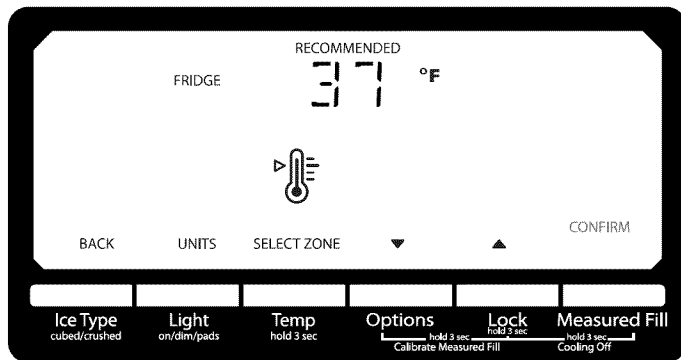 RECOMMENDED
FRIDGE 37 °F
BACK UNITS SELECT ZONE CONFIRM
Ice Type Light Temp Options Lock Measured Fill
cubed/crushed on/dim/pads hold 3 sec hold 3 sec hold 3 sec hold 3 sec
Calibrate Measured Fill Cooling Off